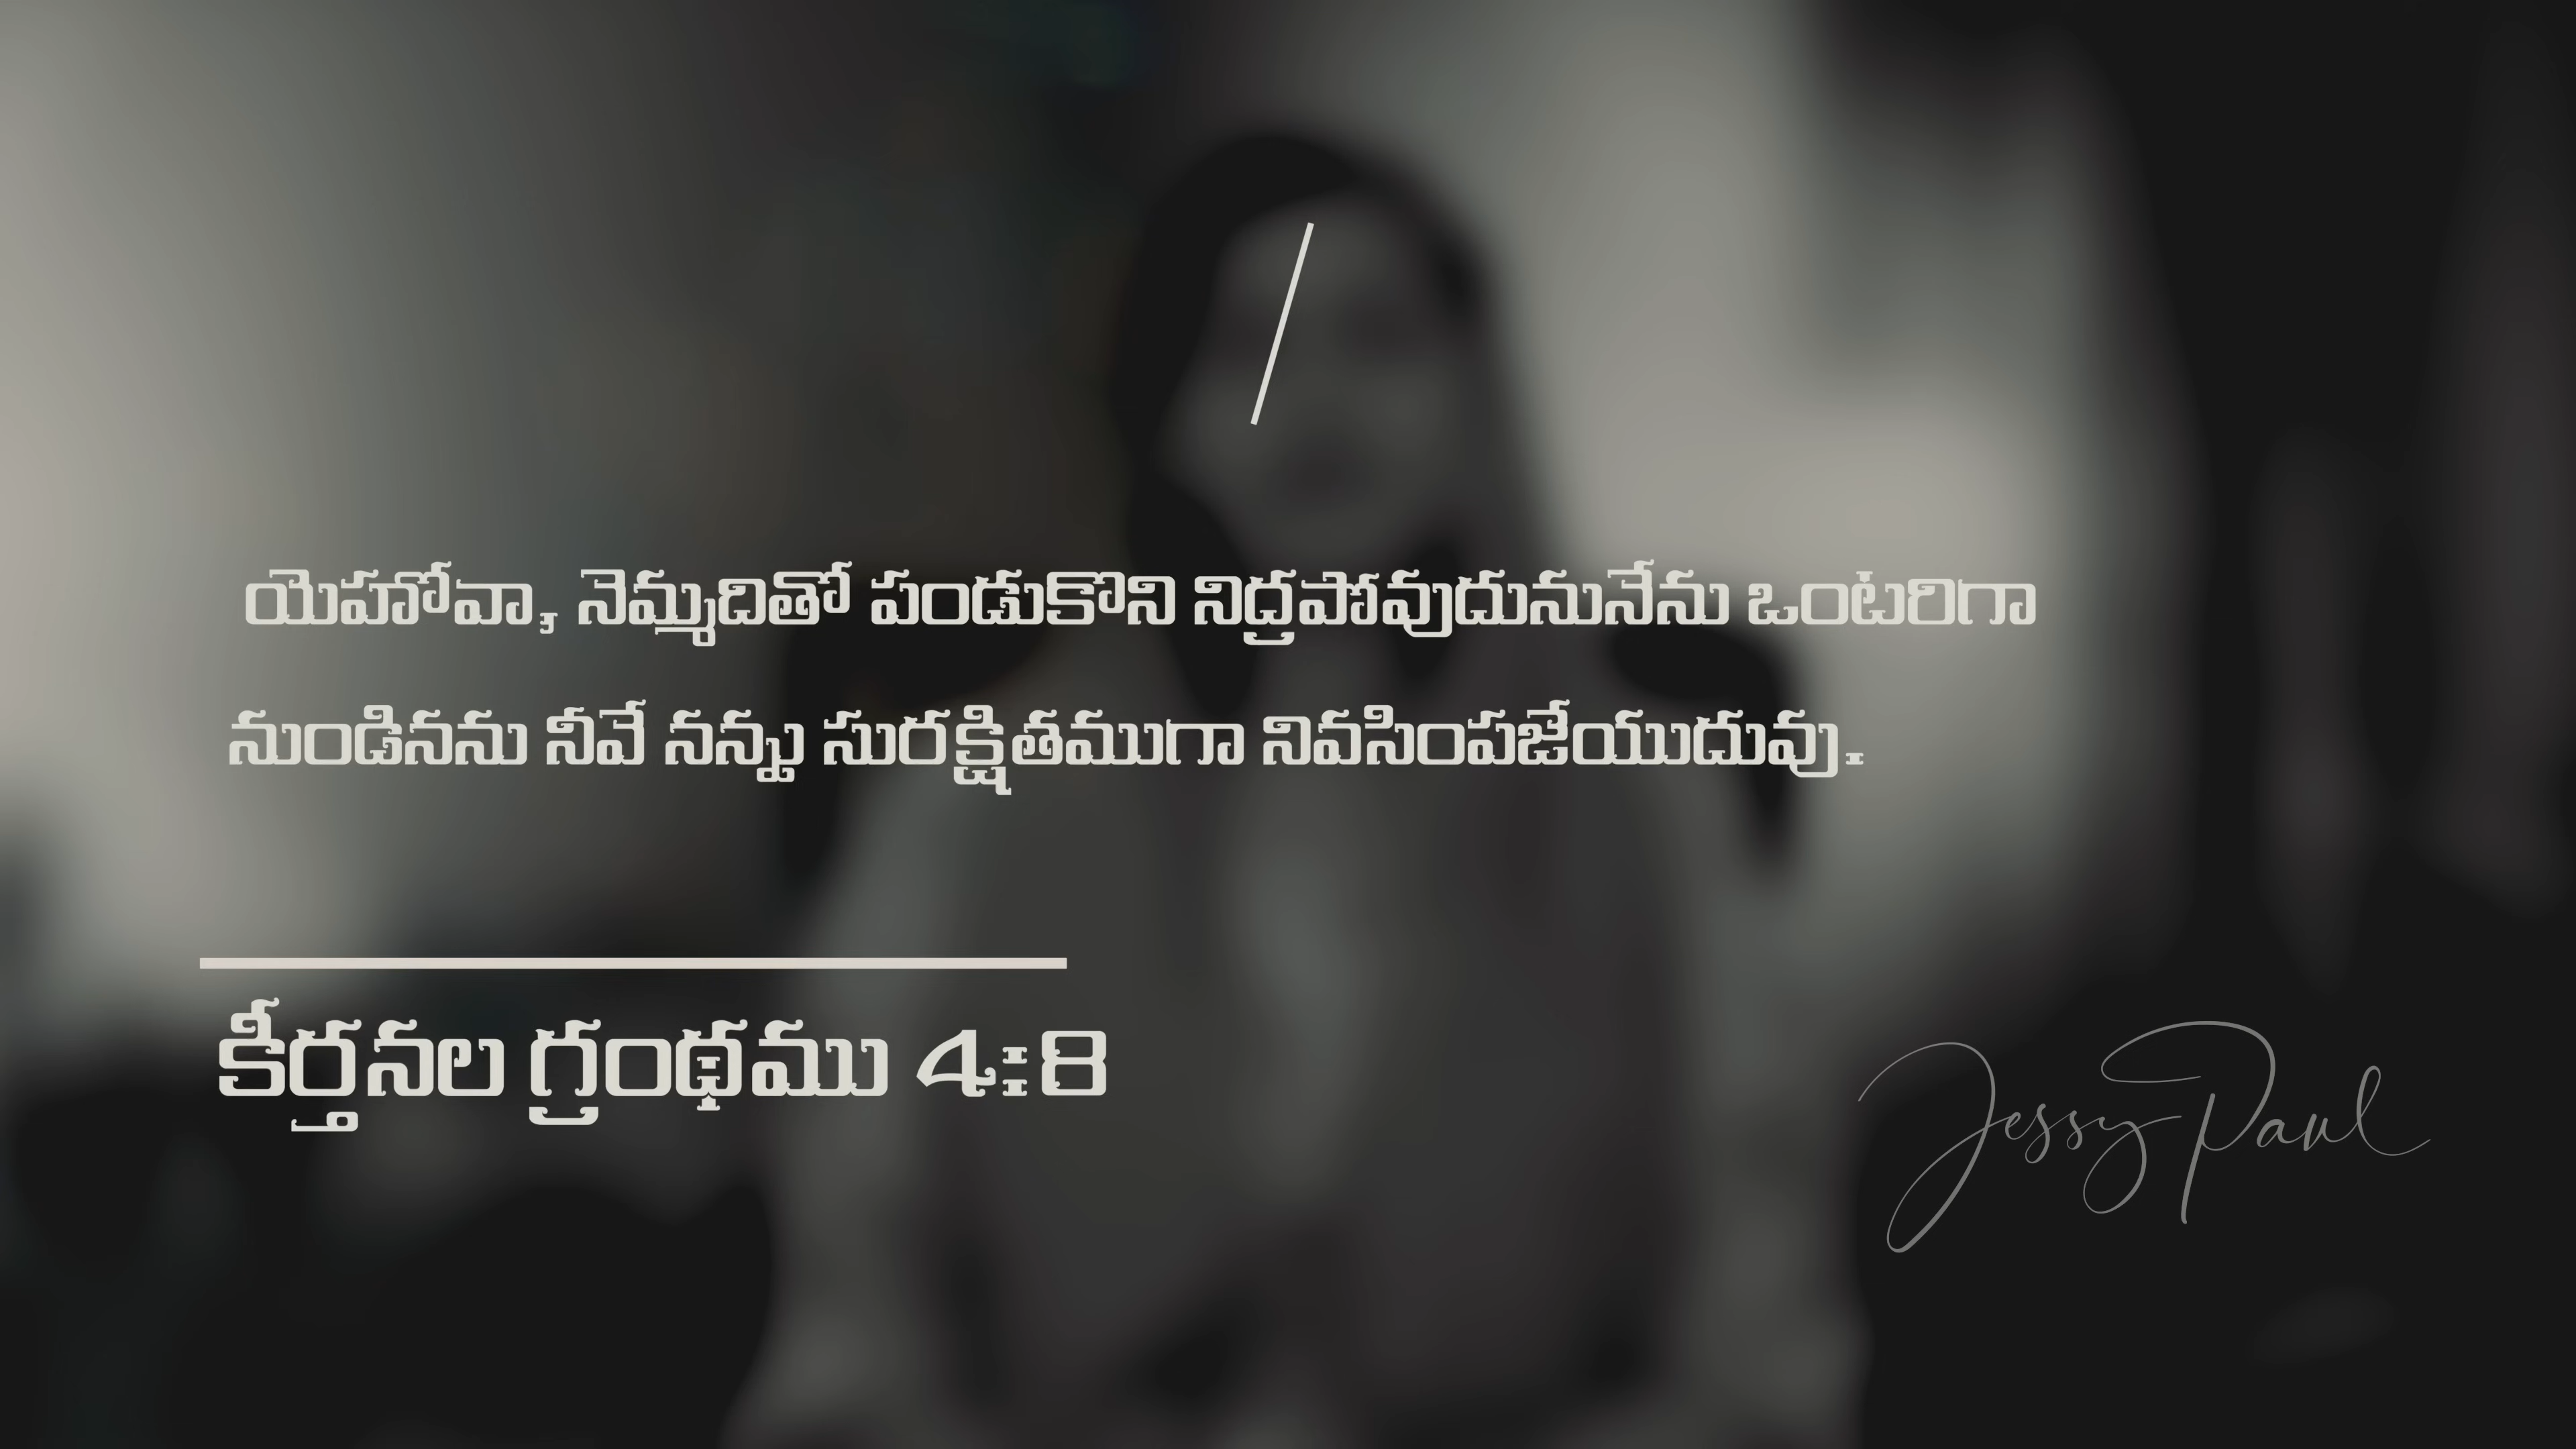 యెహోవా, నెమ్మదితో పండుకొని నిద్రపోవుదునునేను ఒంటరిగా
నుండినను నీవే నన్ను సురక్షితముగా నివసింపజేయుదువు.
కీర్తనల గ్రంథము 4:8
Jessy Paul